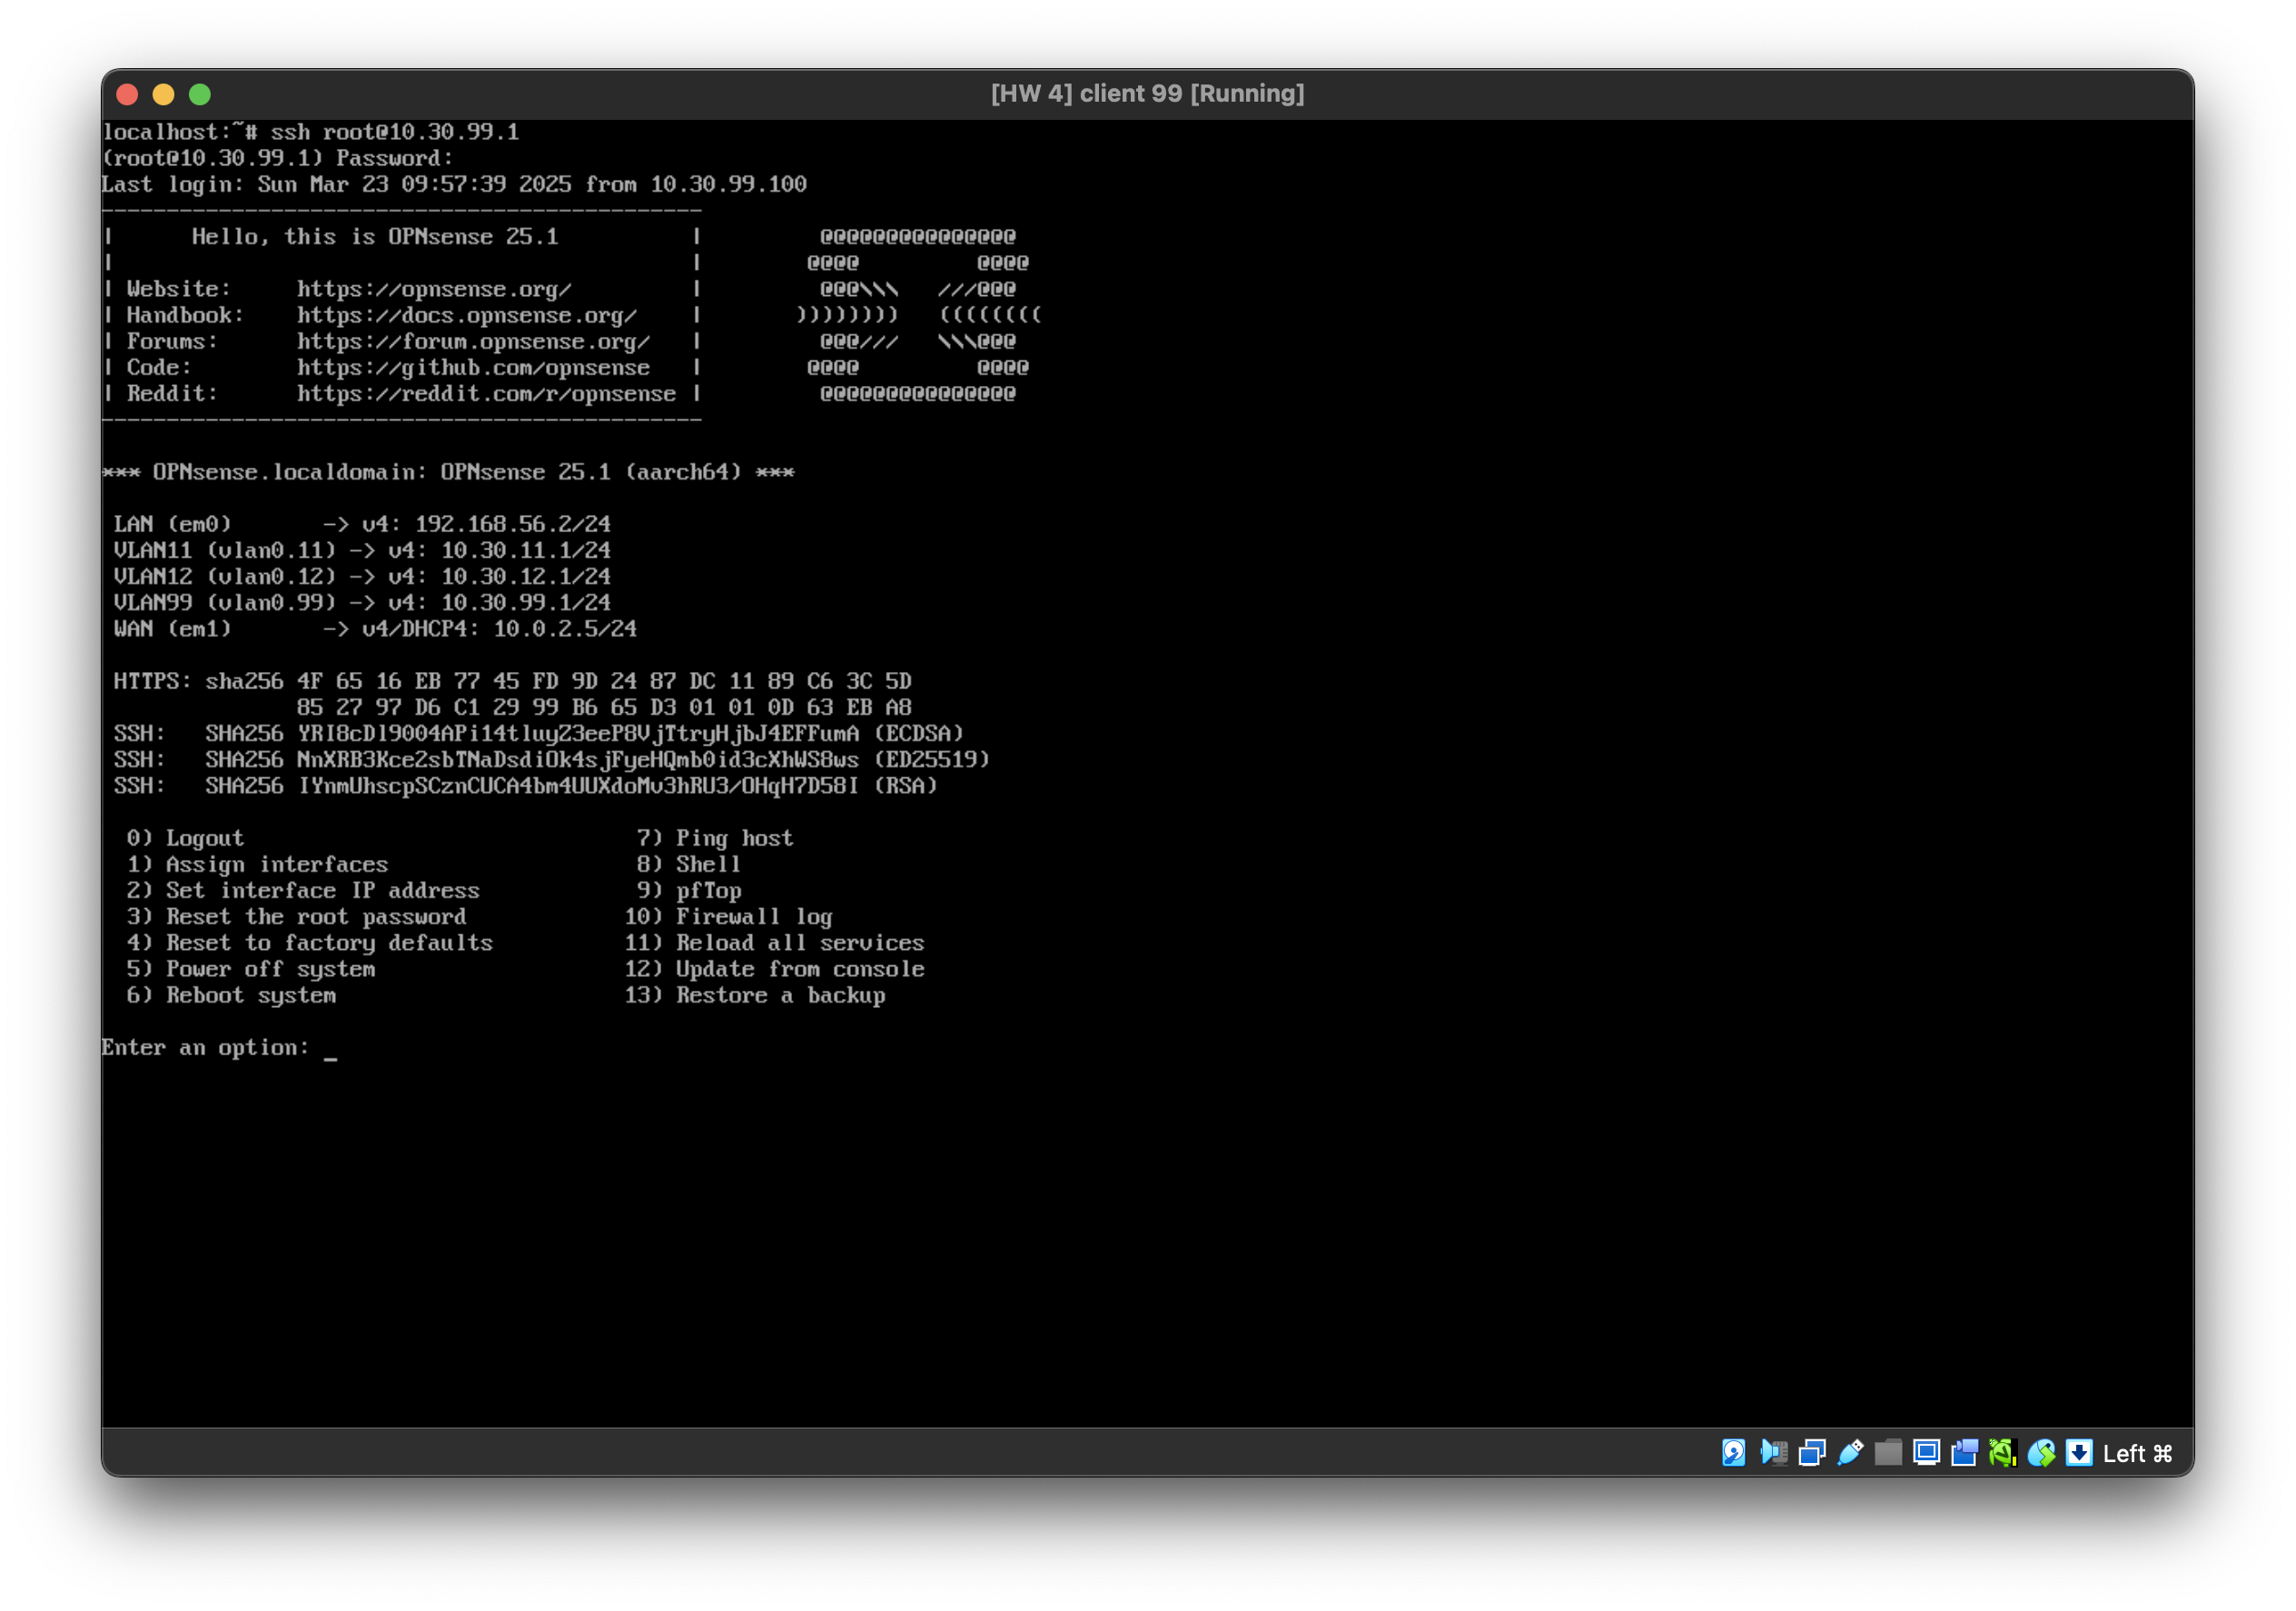 [HW 4] client 99 [Running]
localhost:~# ssh root@10.30.99.1
(root@10.30.99.1) Password:
Last login: Sun Mar 23 09:57:39 2025 from 10.30.99.100
----------------------------------------------
|      Hello, this is OPNsense 25.1          |         @@@@@@@@@@@@@@@
|                                            |        @@@@         @@@@
| Website:     https://opnsense.org/         |         @@@\\\   ///@@@
| Handbook:    https://docs.opnsense.org/    |       ))))))))   ((((((((
| Forums:      https://forum.opnsense.org/   |         @@@///   \\\@@@
| Code:        https://github.com/opnsense   |        @@@@         @@@@
| Reddit:      https://reddit.com/r/opnsense |         @@@@@@@@@@@@@@@
----------------------------------------------
*** OPNsense.localdomain: OPNsense 25.1 (aarch64) ***
LAN (em0)       -> v4: 192.168.56.2/24
VLAN11 (vlan0.11) -> v4: 10.30.11.1/24
VLAN12 (vlan0.12) -> v4: 10.30.12.1/24
VLAN99 (vlan0.99) -> v4: 10.30.99.1/24
WAN (em1)       -> v4/DHCP4: 10.0.2.5/24
HTTPS: sha256 4F 65 16 EB 77 45 FD 9D 24 87 DC 11 89 C6 3C 5D
              85 27 97 D6 C1 29 99 B6 65 D3 01 01 0D 63 EB A8
SSH:   SHA256 YRI8cDl9004APi14tluyZ3eeP8VjTtryHjbJ4EFFumA (ECDSA)
SSH:   SHA256 NnXRB3Kce2sbTNaDsdiOk4sjFyeHQmb0id3cXhWS8ws (ED25519)
SSH:   SHA256 IYnmUhscpSCznCUCA4bm4UUXdoMv3hRU3/OHqH7D58I (RSA)
0) Logout                              7) Ping host
1) Assign interfaces                   8) Shell
2) Set interface IP address            9) pfTop
3) Reset the root password            10) Firewall log
4) Reset to factory defaults          11) Reload all services
5) Power off system                   12) Update from console
6) Reboot system                      13) Restore a backup
Enter an option: _
Left ⌘